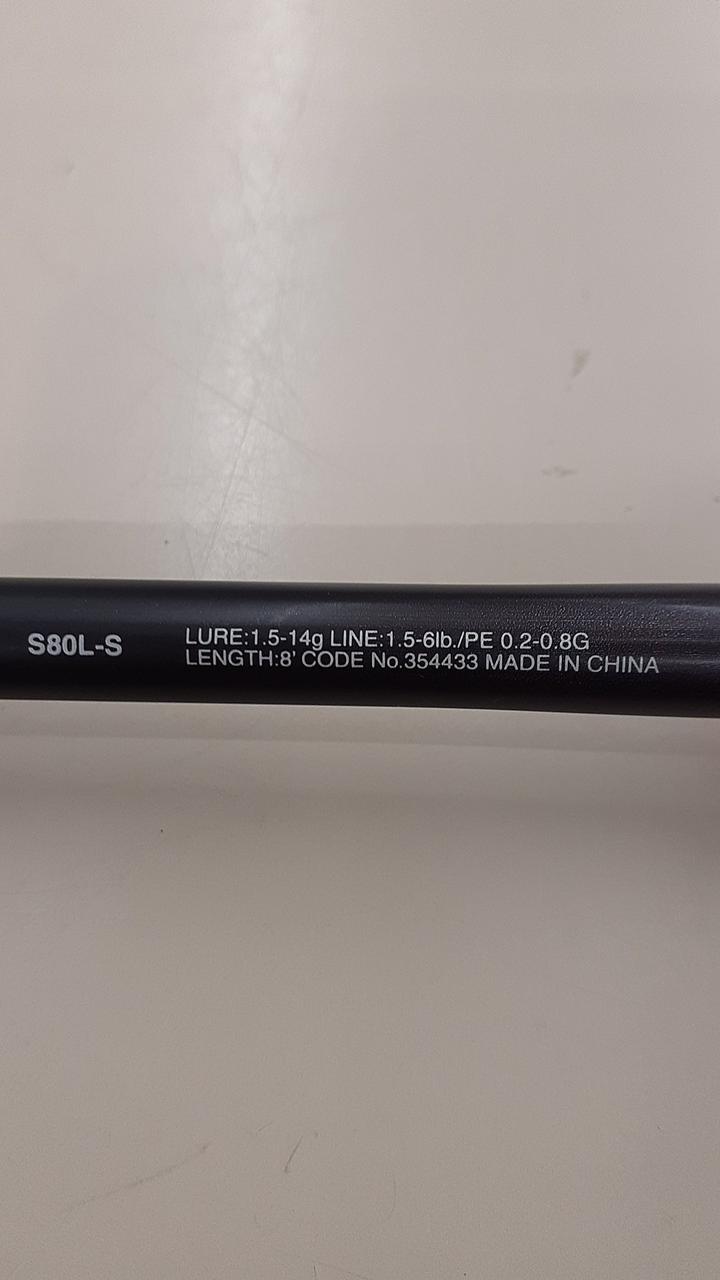 S80L-S
LURE:1.5-14g LINE:1.5-6lb./PE 0.2-0.8G
LENGTH:8' CODE No.354433 MADE IN CHINA